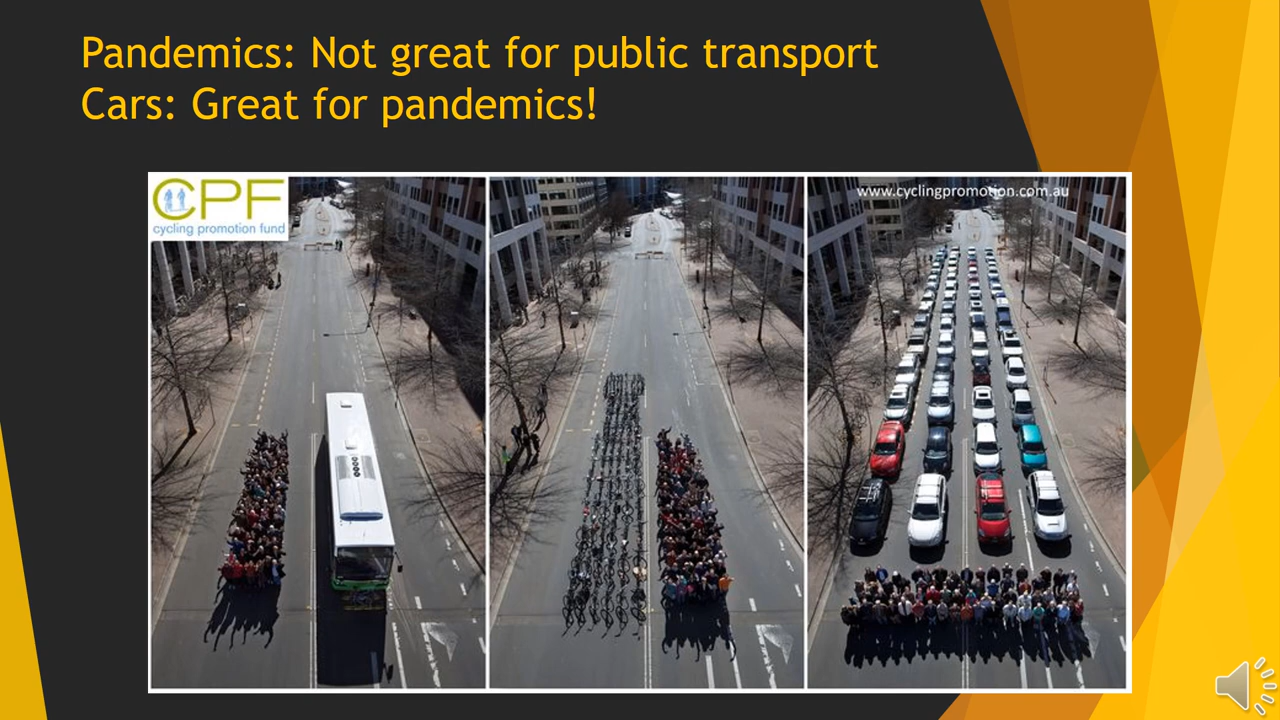 Pandemics: Not great for public transport
Cars: Great for pandemics!
CPF
cycling promotion fund
www.cyclingpromotion.com.au